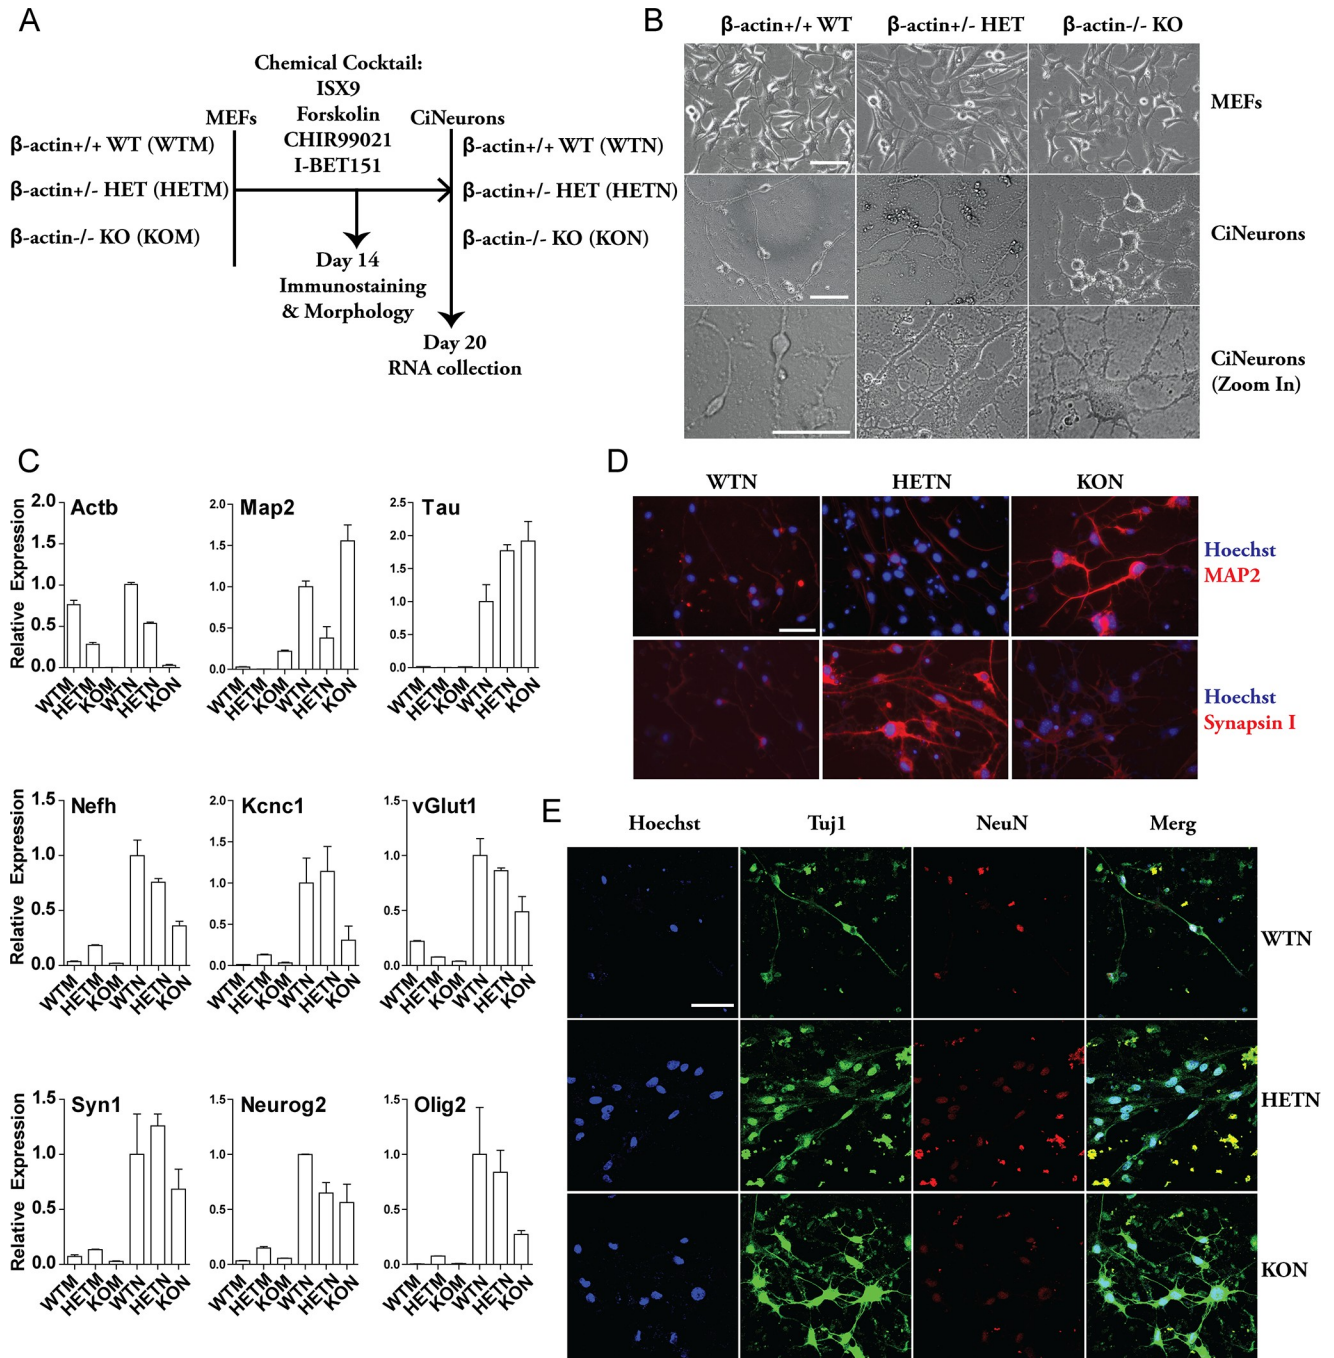 A
Chemical Cocktail:
ISX9
Forskolin
CHIR99021
I-BET151
MEFs
CiNeurons
β-actin+/+ WT (WTM)
β-actin+/- HET (HETM)
β-actin-/- KO (KOM)
β-actin+/+ WT (WTN)
β-actin+/- HET (HETN)
β-actin-/- KO (KON)
Day 14
Immunostaining
& Morphology
Day 20
RNA collection
B
β-actin+/+ WT
β-actin+/- HET
β-actin-/- KO
MEFs
CiNeurons
CiNeurons
(Zoom In)
C
Relative Expression
Actb
2.0
1.5
1.0
0.5
0.0
WTM
HETM
KOM
WTN
HETN
KON
Map2
2.0
1.5
1.0
0.5
0.0
WTM
HETM
KOM
WTN
HETN
KON
Tau
2.5
2.0
1.5
1.0
0.5
0.0
WTM
HETM
KOM
WTN
HETN
KON
Relative Expression
Nefh
1.5
1.0
0.5
0.0
WTM
HETM
KOM
WTN
HETN
KON
Kcnc1
2.0
1.5
1.0
0.5
0.0
WTM
HETM
KOM
WTN
HETN
KON
vGlut1
1.5
1.0
0.5
0.0
WTM
HETM
KOM
WTN
HETN
KON
Relative Expression
Syn1
1.5
1.0
0.5
0.0
WTM
HETM
KOM
WTN
HETN
KON
Neurog2
1.5
1.0
0.5
0.0
WTM
HETM
KOM
WTN
HETN
KON
Olig2
1.5
1.0
0.5
0.0
WTM
HETM
KOM
WTN
HETN
KON
D
WTN
HETN
KON
Hoechst
MAP2
Hoechst
Synapsin I
E
Hoechst
Tuj1
NeuN
Merg
WTN
HETN
KON